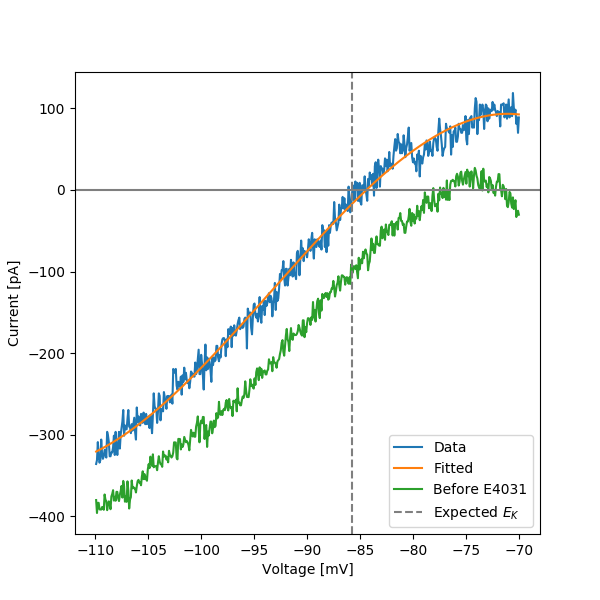 100
0
−100
−200
−300
−400
Current [pA]
−110 −105 −100 −95 −90 −85 −80 −75 −70
Voltage [mV]
Data
Fitted
Before E4031
Expected E_K